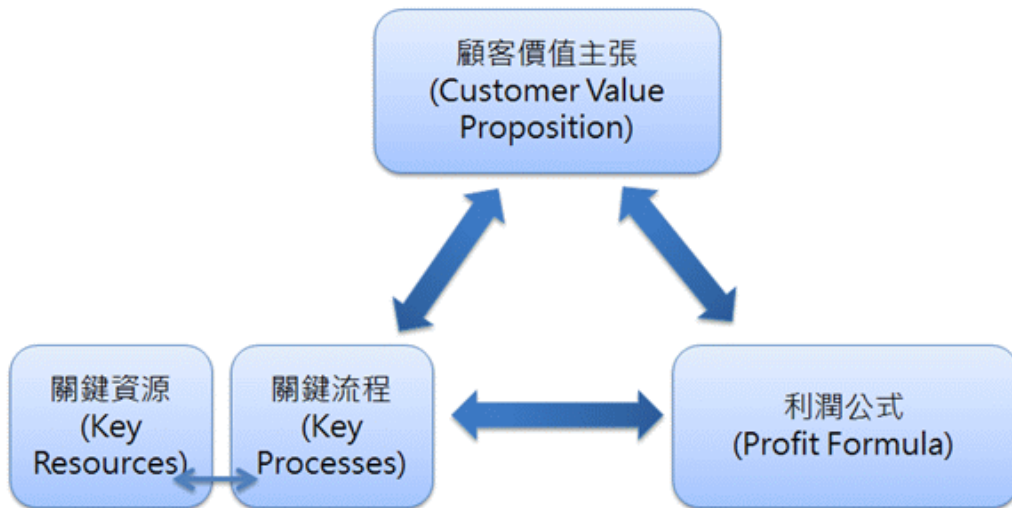 顧客價值主張
(Customer Value
Proposition)
關鍵資源
(Key
Resources)
關鍵流程
(Key
Processes)
利潤公式
(Profit Formula)